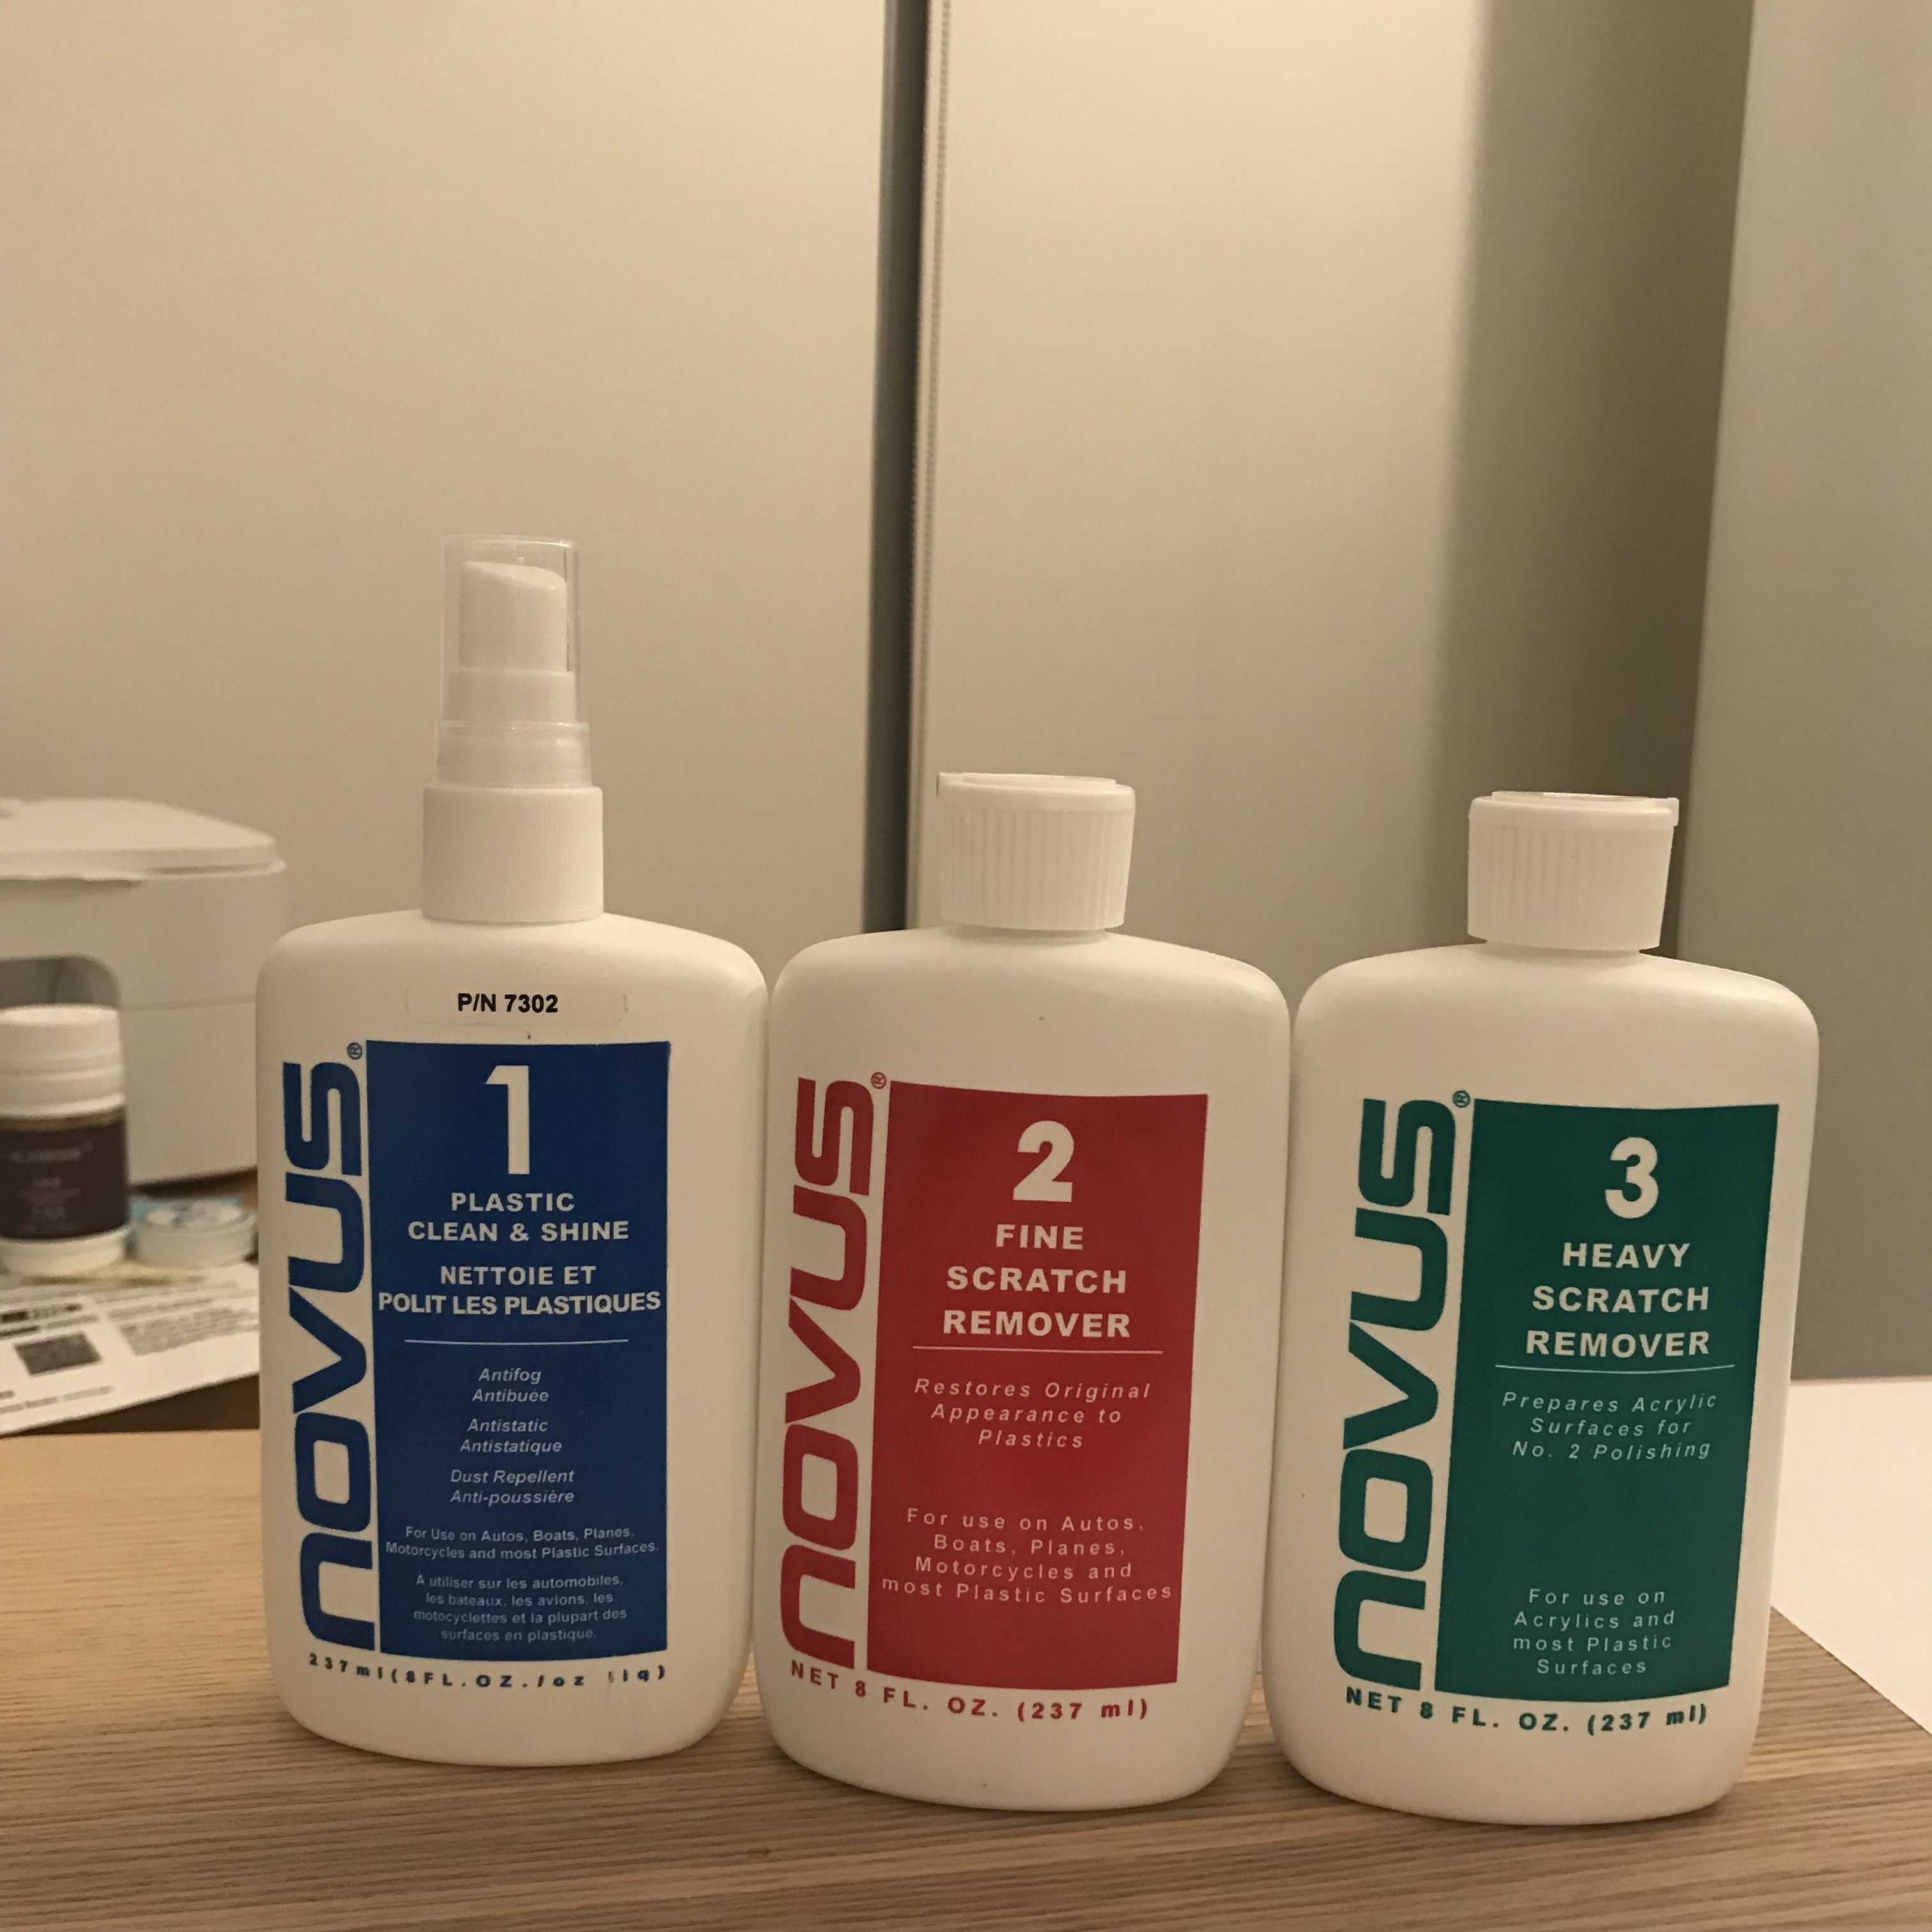 P/N 7302
novus®
1
PLASTIC
CLEAN & SHINE
NETTOIE ET
POLIT LES PLASTIQUES
Antifog
Antibuée
Antistatic
Antistatique
Dust Repellent
Anti-poussière
For Use on Autos, Boats, Planes,
Motorcycles and most Plastic Surfaces.
A utiliser sur les automobiles,
les bateaux, les avions, les
motocyclettes et la plupart des
surfaces en plastique.
237ml(8FL.OZ./oz liq)
novus®
2
FINE
SCRATCH
REMOVER
Restores Original
Appearance to
Plastics
For use on Autos,
Boats, Planes,
Motorcycles and
most Plastic Surfaces
NET 8 FL. OZ. (237 ml)
novus®
3
HEAVY
SCRATCH
REMOVER
Prepares Acrylic
Surfaces for
No. 2 Polishing
For use on
Acrylics and
most Plastic
Surfaces
NET 8 FL. OZ. (237 ml)